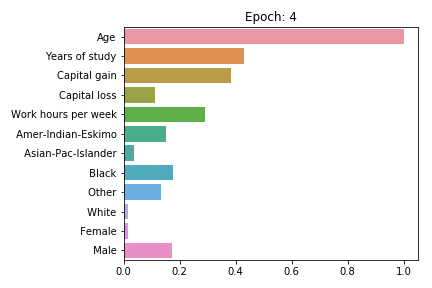 Epoch: 4
Age
Years of study
Capital gain
Capital loss
Work hours per week
Amer-Indian-Eskimo
Asian-Pac-Islander
Black
Other
White
Female
Male
0.0 0.2 0.4 0.6 0.8 1.0